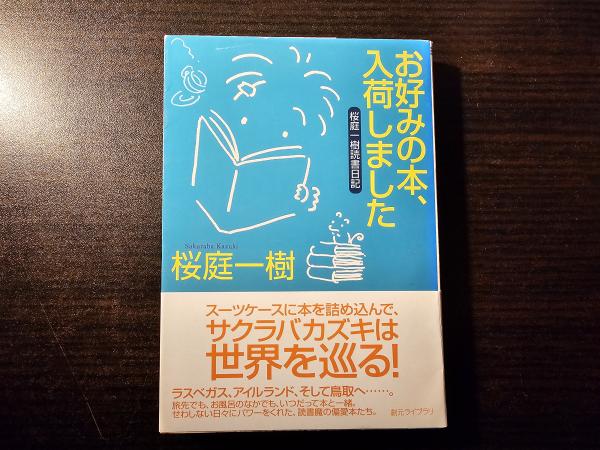 お好みの本、
入荷しました
桜庭一樹読書日記
Sakuraba Kazuki
桜庭一樹
スーツケースに本を詰め込んで、
サクラバカズキは
世界を巡る!
ラスベガス、アイルランド、そして鳥取へ……。
旅先でも、お風呂のなかでも、いつだって本と一緒。
せわしない日々にパワーをくれた、読書魔の偏愛本たち。
創元ライブラリ